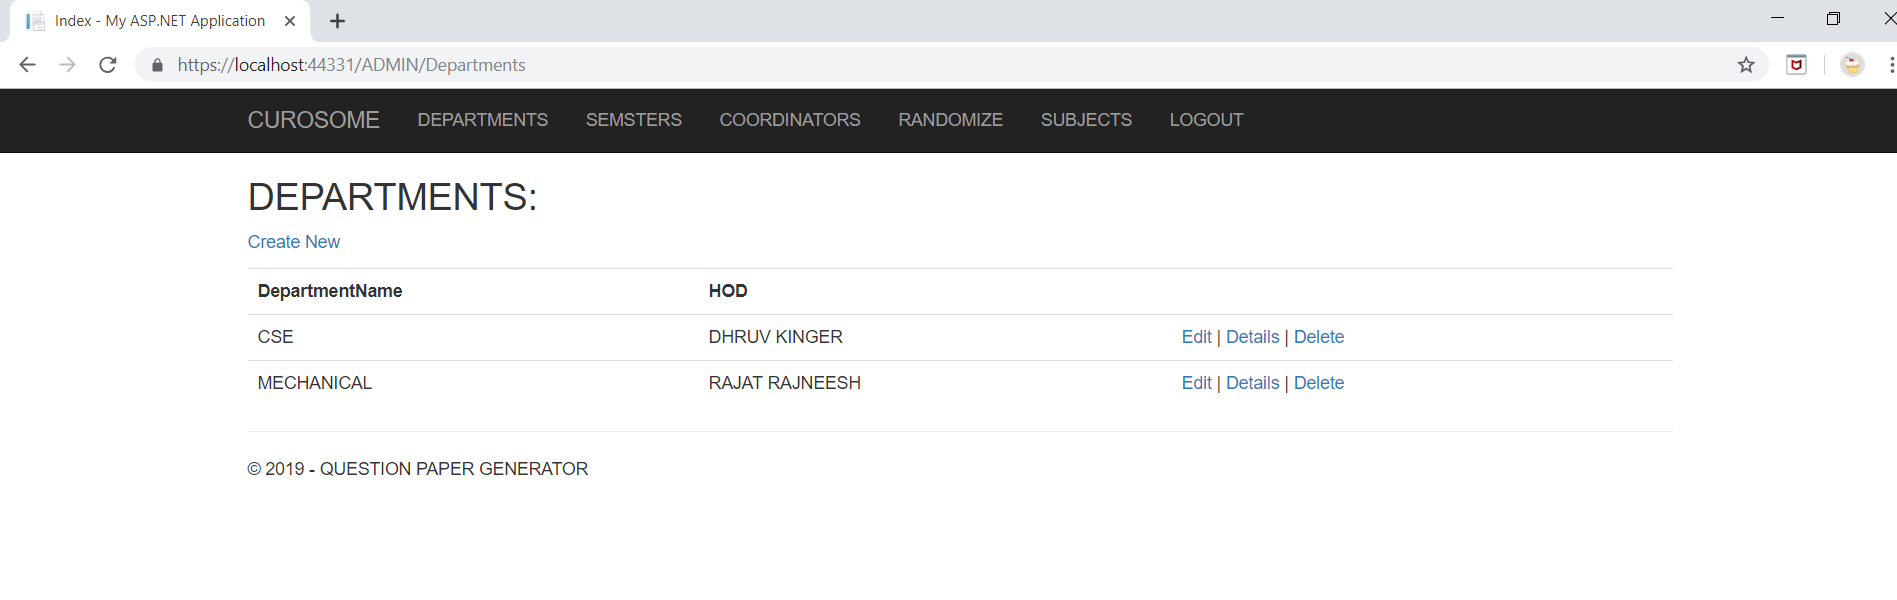 Index - My ASP.NET Application
https://localhost:44331/ADMIN/Departments
CUROSOME DEPARTMENTS SEMSTERS COORDINATORS RANDOMIZE SUBJECTS LOGOUT
DEPARTMENTS:
Create New
DepartmentName HOD
CSE DHRUV KINGER Edit | Details | Delete
MECHANICAL RAJAT RAJNEESH Edit | Details | Delete
© 2019 - QUESTION PAPER GENERATOR